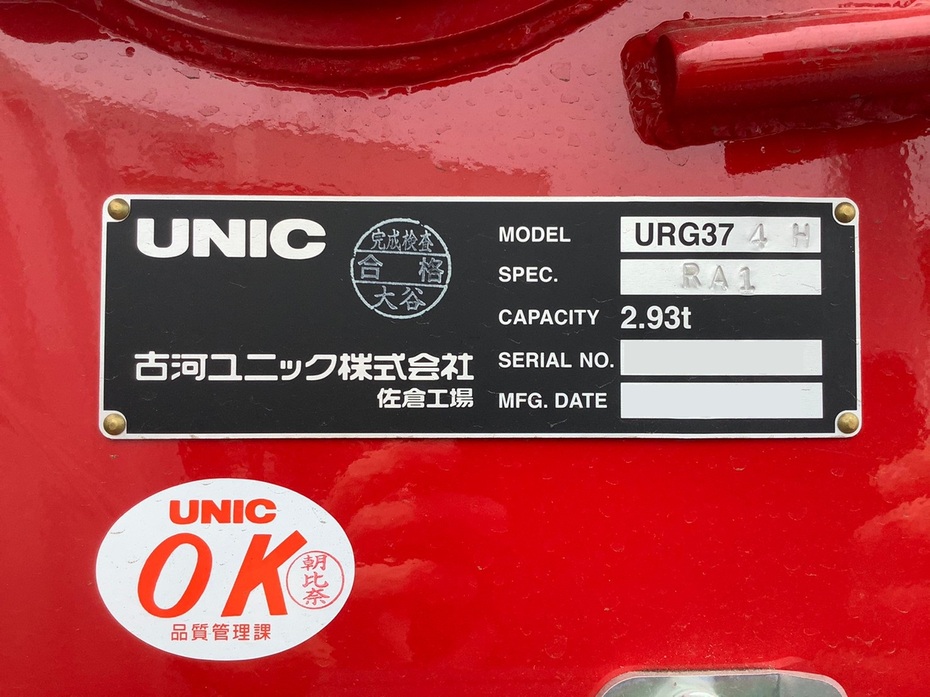 UNIC
完成検査
合格
大谷
古河ユニック株式会社
佐倉工場
MODEL URG37 4 H
SPEC. RA1
CAPACITY 2.93t
SERIAL NO.
MFG. DATE
UNIC
OK
朝比奈
品質管理課